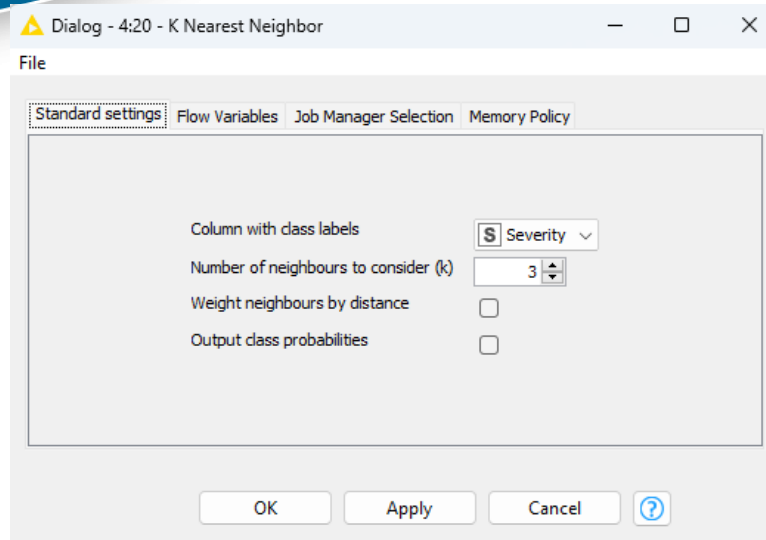 Dialog - 4:20 - K Nearest Neighbor
File
Standard settings Flow Variables Job Manager Selection Memory Policy
Column with class labels S Severity
Number of neighbours to consider (k) 3
Weight neighbours by distance
Output class probabilities
OK Apply Cancel ?